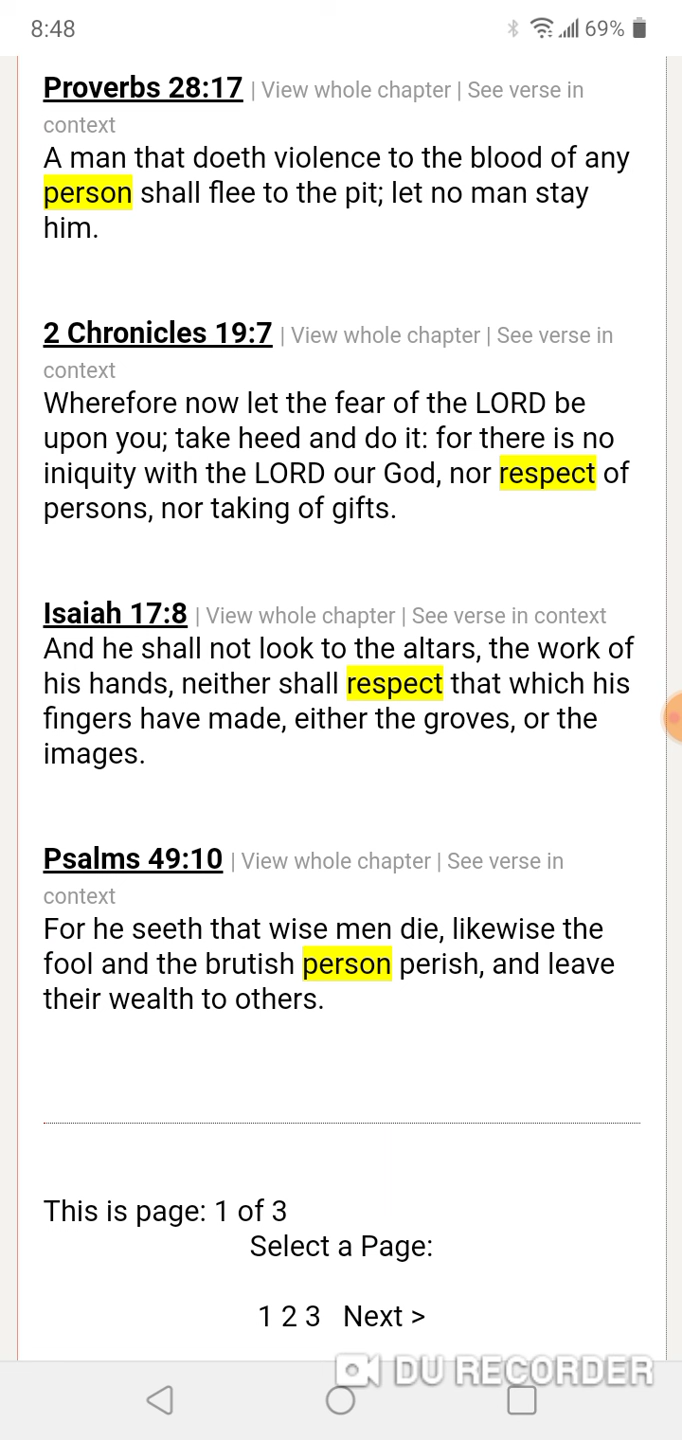 8:48 69%
Proverbs 28:17 | View whole chapter | See verse in
context
A man that doeth violence to the blood of any
person shall flee to the pit; let no man stay
him.
2 Chronicles 19:7 | View whole chapter | See verse in
context
Wherefore now let the fear of the LORD be
upon you; take heed and do it: for there is no
iniquity with the LORD our God, nor respect of
persons, nor taking of gifts.
Isaiah 17:8 | View whole chapter | See verse in context
And he shall not look to the altars, the work of
his hands, neither shall respect that which his
fingers have made, either the groves, or the
images.
Psalms 49:10 | View whole chapter | See verse in
context
For he seeth that wise men die, likewise the
fool and the brutish person perish, and leave
their wealth to others.
This is page: 1 of 3
Select a Page:
1 2 3 Next >
DU RECORDER